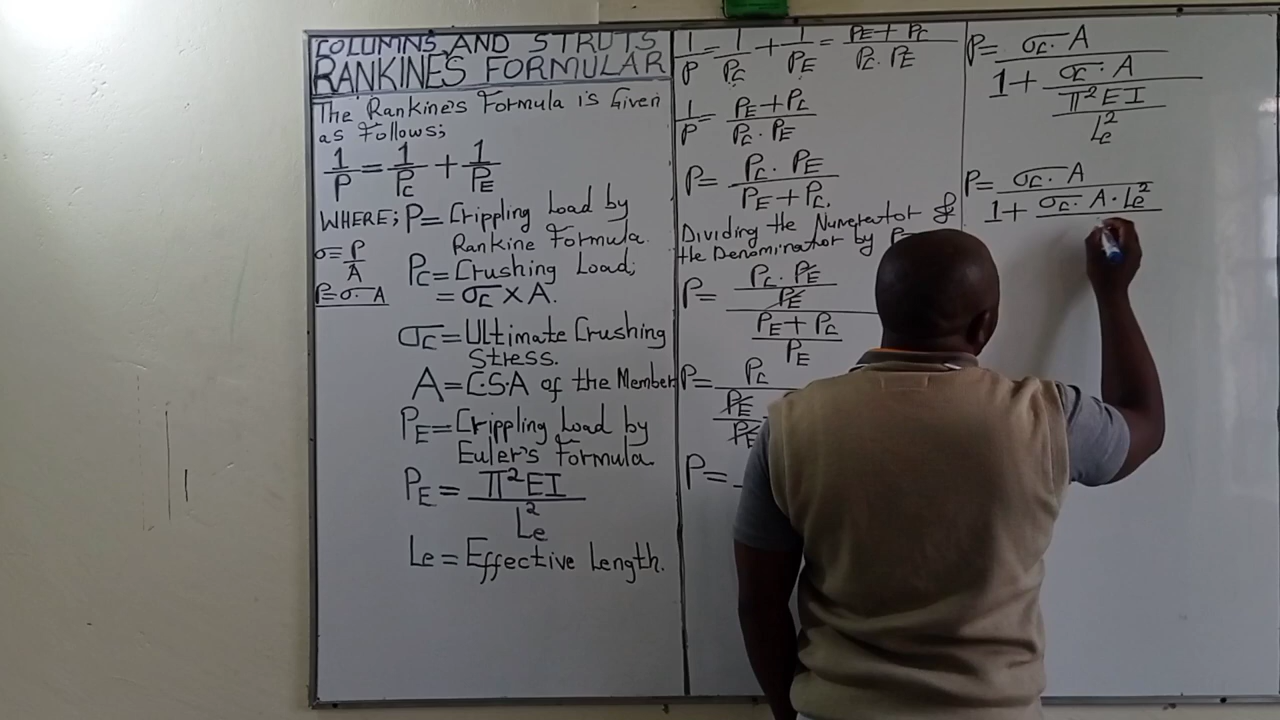 COLUMNS AND STRUTS
RANKINES FORMULAR
The Rankine's Formula is Given
as Follows;
1/P = 1/Pc + 1/PE
WHERE; P = Crippling Load by
Rankine Formula.
σ = P/A
P = σ · A
Pc = Crushing Load;
= σc × A.
σc = Ultimate Crushing
Stress.
A = C.S.A of the Member
PE = Crippling Load by
Euler's Formula
PE = π²EI / Le²
Le = Effective Length.
1/P = 1/Pc + 1/PE = (PE + Pc) / (Pc · PE)
1/P = (PE + Pc) / (Pc · PE)
P = (Pc · PE) / (PE + Pc)
Dividing the Numerator &
the Denominator by
P = (Pc · PE / PE) / ((PE + Pc) / PE)
P = Pc / (PE / PE
P =
P = σc · A / (1 + σc · A / (π²EI / Le²))
P = σc · A / (1 + σc · A · Le²